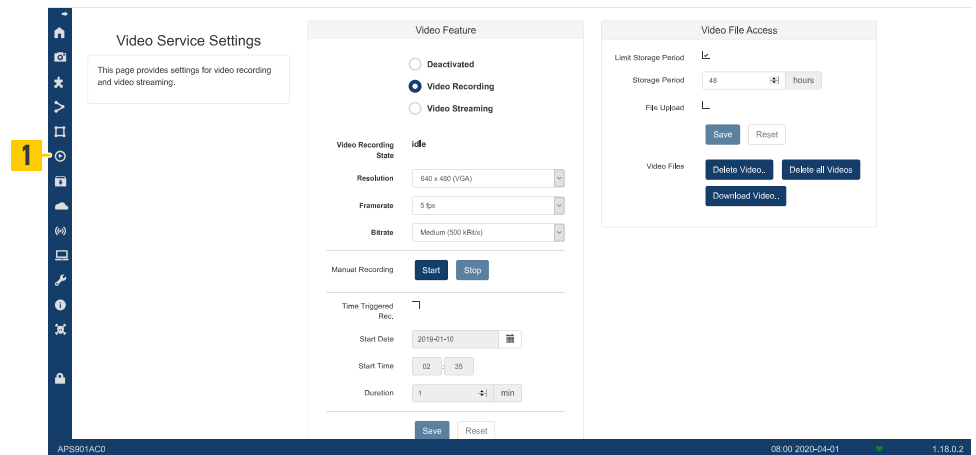 Video Service Settings
This page provides settings for video recording
and video streaming.
1
Video Feature
Deactivated
Video Recording
Video Streaming
Video Recording
State
idle
Resolution
640 x 480 (VGA)
Framerate
5 fps
Bitrate
Medium (500 kBit/s)
Manual Recording
Start
Stop
Time Triggered
Rec.
Start Date
2019-01-10
Start Time
02 : 35
Duration
1
min
Save
Reset
Video File Access
Limit Storage Period
Storage Period
48
hours
File Upload
Save
Reset
Video Files
Delete Video..
Delete all Videos
Download Video..
APS901AC0
08:00 2020-04-01
1.18.0.2